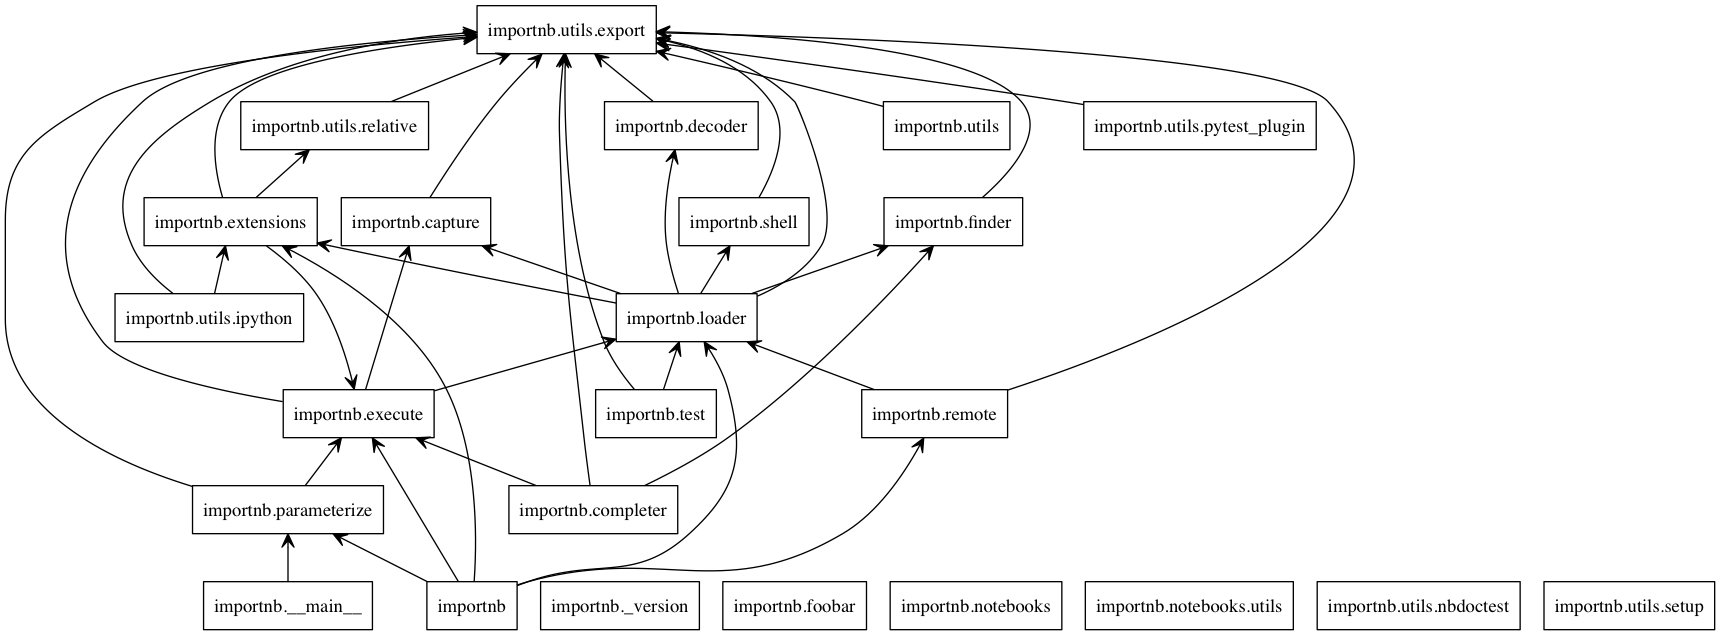 importnb.utils.export
importnb.utils.relative
importnb.decoder
importnb.utils
importnb.utils.pytest_plugin
importnb.extensions
importnb.capture
importnb.shell
importnb.finder
importnb.utils.ipython
importnb.loader
importnb.execute
importnb.test
importnb.remote
importnb.parameterize
importnb.completer
importnb.__main__
importnb
importnb._version
importnb.foobar
importnb.notebooks
importnb.notebooks.utils
importnb.utils.nbdoctest
importnb.utils.setup